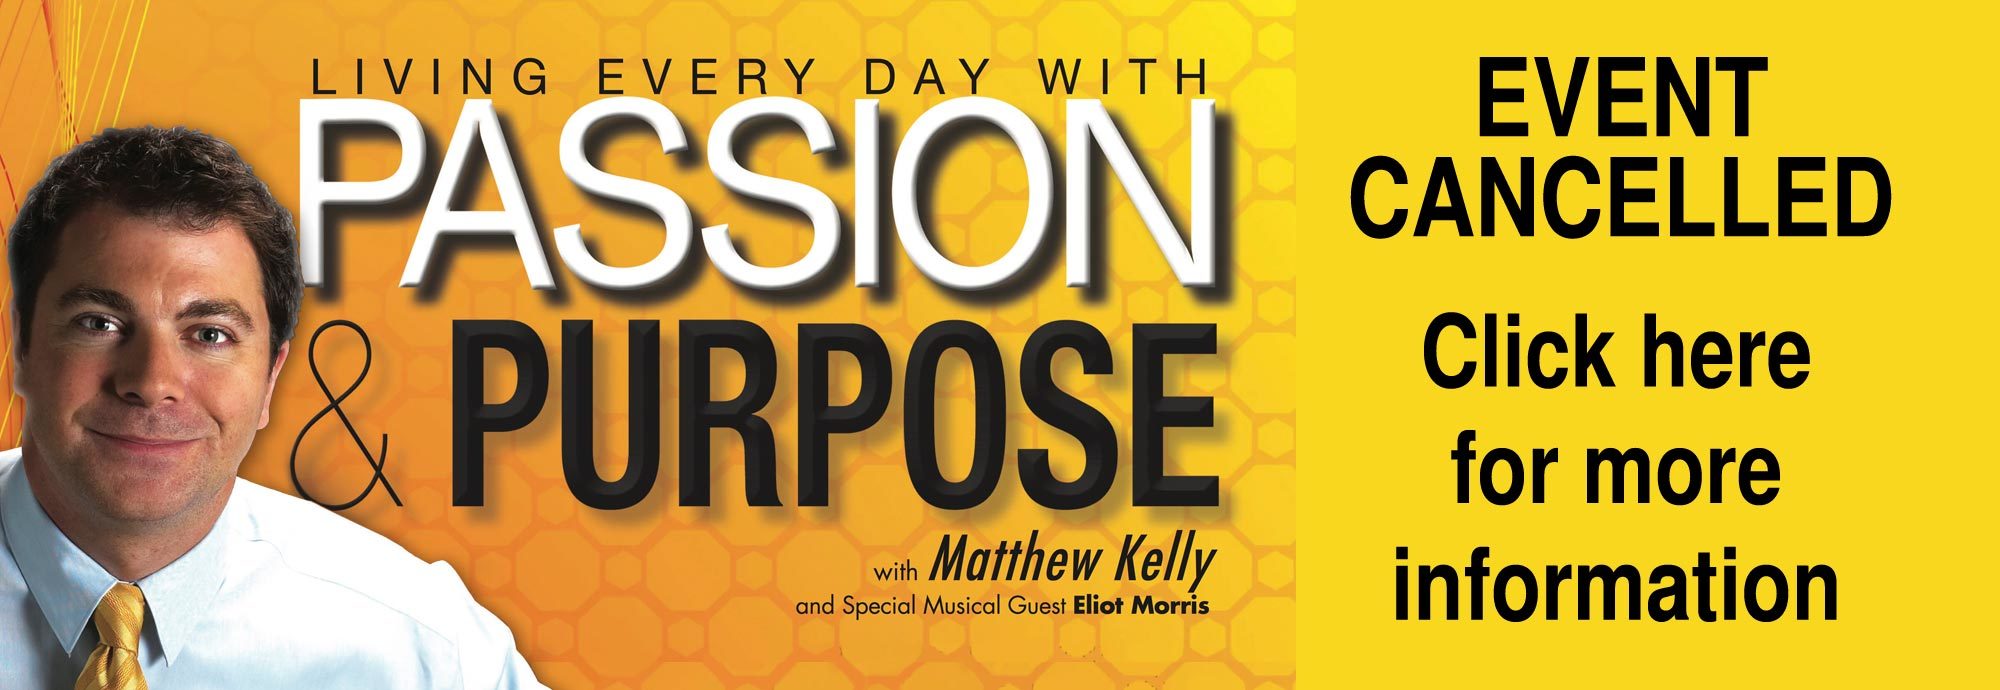 LIVING EVERY DAY WITH
PASSION
& PURPOSE
with Matthew Kelly
and Special Musical Guest Eliot Morris
EVENT
CANCELLED
Click here
for more
information